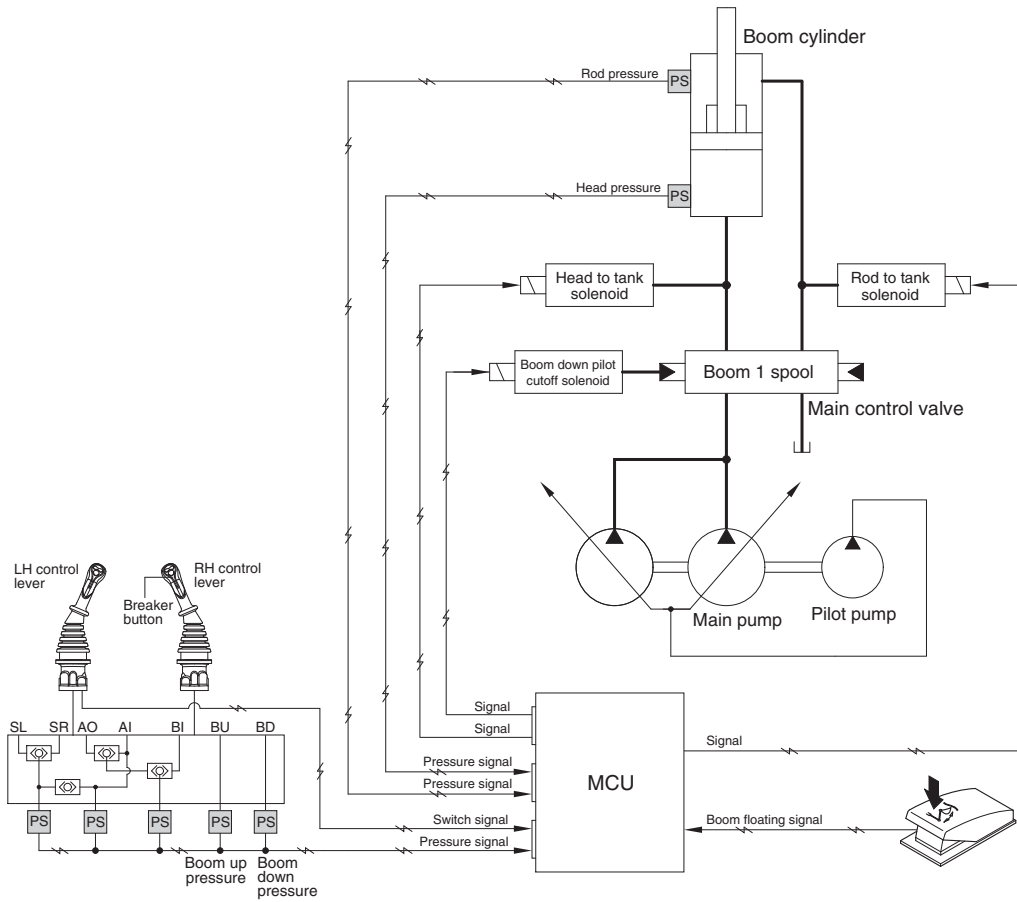 Boom cylinder
Rod pressure
PS
Head pressure
PS
Head to tank
solenoid
Rod to tank
solenoid
Boom down pilot
cutoff solenoid
Boom 1 spool
Main control valve
LH control
lever
RH control
lever
Breaker
button
Main pump
Pilot pump
SL
SR
AO
AI
BI
BU
BD
PS
PS
PS
PS
PS
Boom up
pressure
Boom
down
pressure
Signal
Signal
Pressure signal
Pressure signal
Switch signal
Pressure signal
MCU
Signal
Boom floating signal